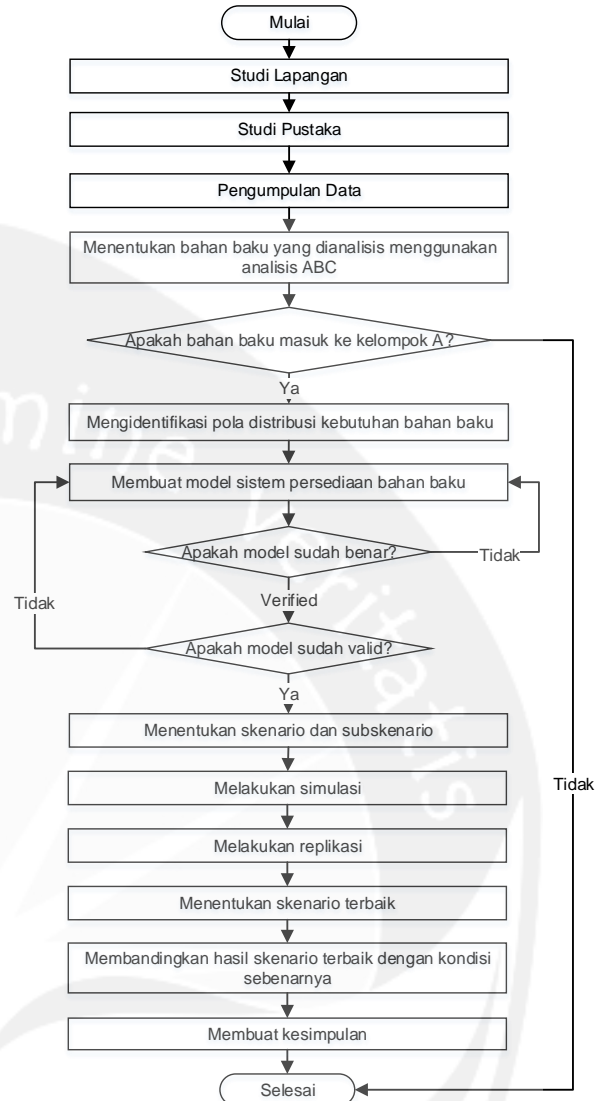 Mulai
Studi Lapangan
Studi Pustaka
Pengumpulan Data
Menentukan bahan baku yang dianalisis menggunakan
analisis ABC
Apakah bahan baku masuk ke kelompok A?
Ya
Mengidentifikasi pola distribusi kebutuhan bahan baku
Membuat model sistem persediaan bahan baku
Apakah model sudah benar?
Tidak
Verified
Tidak
Apakah model sudah valid?
Ya
Menentukan skenario dan subskenario
Melakukan simulasi
Tidak
Melakukan replikasi
Menentukan skenario terbaik
Membandingkan hasil skenario terbaik dengan kondisi
sebenarnya
Membuat kesimpulan
Selesai
mine veritatis